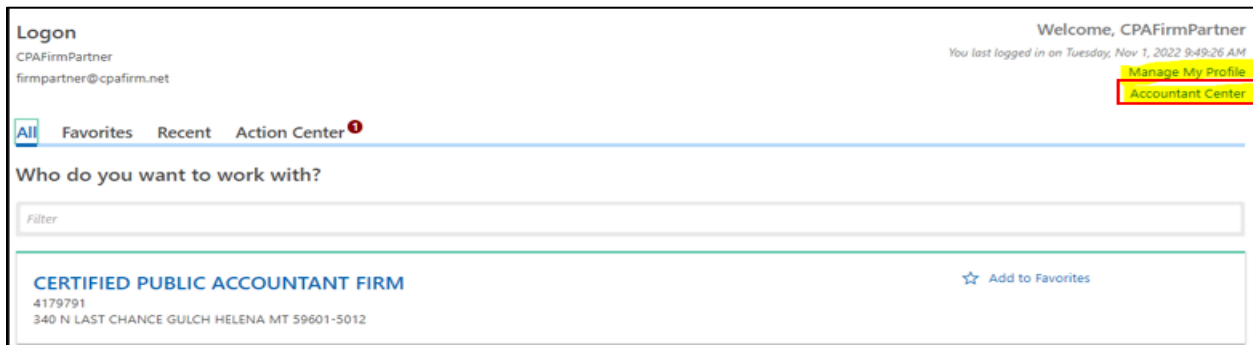 Logon
CPAFirmPartner
firmpartner@cpafirm.net
Welcome, CPAFirmPartner
You last logged in on Tuesday, Nov 1, 2022 9:49:26 AM
Manage My Profile
Accountant Center
All Favorites Recent Action Center 1
Who do you want to work with?
Filter
CERTIFIED PUBLIC ACCOUNTANT FIRM
4179791
340 N LAST CHANCE GULCH HELENA MT 59601-5012
Add to Favorites